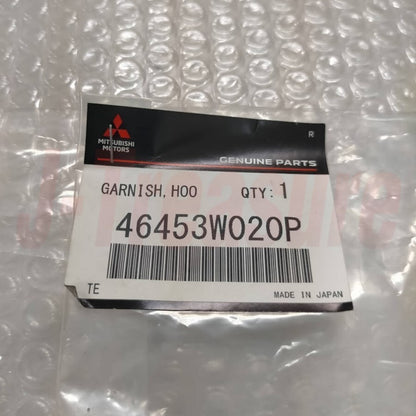 MITSUBISHI
MOTORS
R
GENUINE PARTS
GARNISH, HOO QTY: 1
46453W020P
TE
MADE IN JAPAN